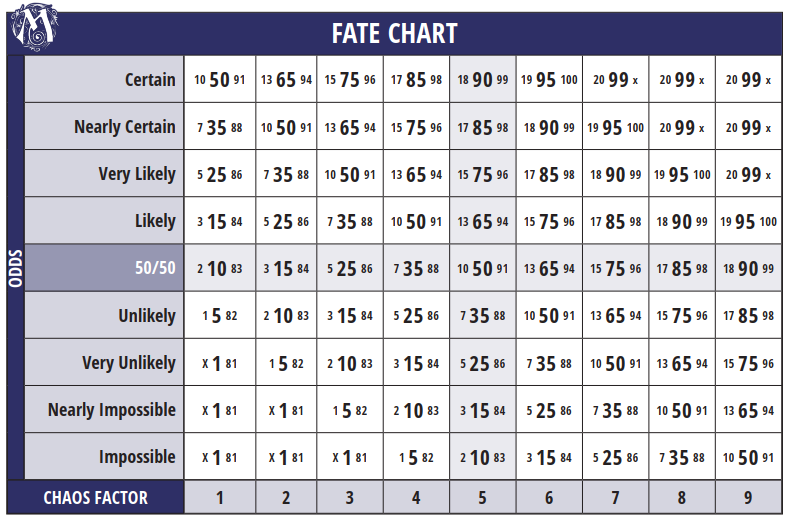 M
FATE CHART
ODDS
Certain 10 50 91 13 65 94 15 75 96 17 85 98 18 90 99 19 95 100 20 99 x 20 99 x 20 99 x
Nearly Certain 7 35 88 10 50 91 13 65 94 15 75 96 17 85 98 18 90 99 19 95 100 20 99 x 20 99 x
Very Likely 5 25 86 7 35 88 10 50 91 13 65 94 15 75 96 17 85 98 18 90 99 19 95 100 20 99 x
Likely 3 15 84 5 25 86 7 35 88 10 50 91 13 65 94 15 75 96 17 85 98 18 90 99 19 95 100
50/50 2 10 83 3 15 84 5 25 86 7 35 88 10 50 91 13 65 94 15 75 96 17 85 98 18 90 99
Unlikely 1 5 82 2 10 83 3 15 84 5 25 86 7 35 88 10 50 91 13 65 94 15 75 96 17 85 98
Very Unlikely X 1 81 1 5 82 2 10 83 3 15 84 5 25 86 7 35 88 10 50 91 13 65 94 15 75 96
Nearly Impossible X 1 81 X 1 81 1 5 82 2 10 83 3 15 84 5 25 86 7 35 88 10 50 91 13 65 94
Impossible X 1 81 X 1 81 X 1 81 1 5 82 2 10 83 3 15 84 5 25 86 7 35 88 10 50 91
CHAOS FACTOR 1 2 3 4 5 6 7 8 9